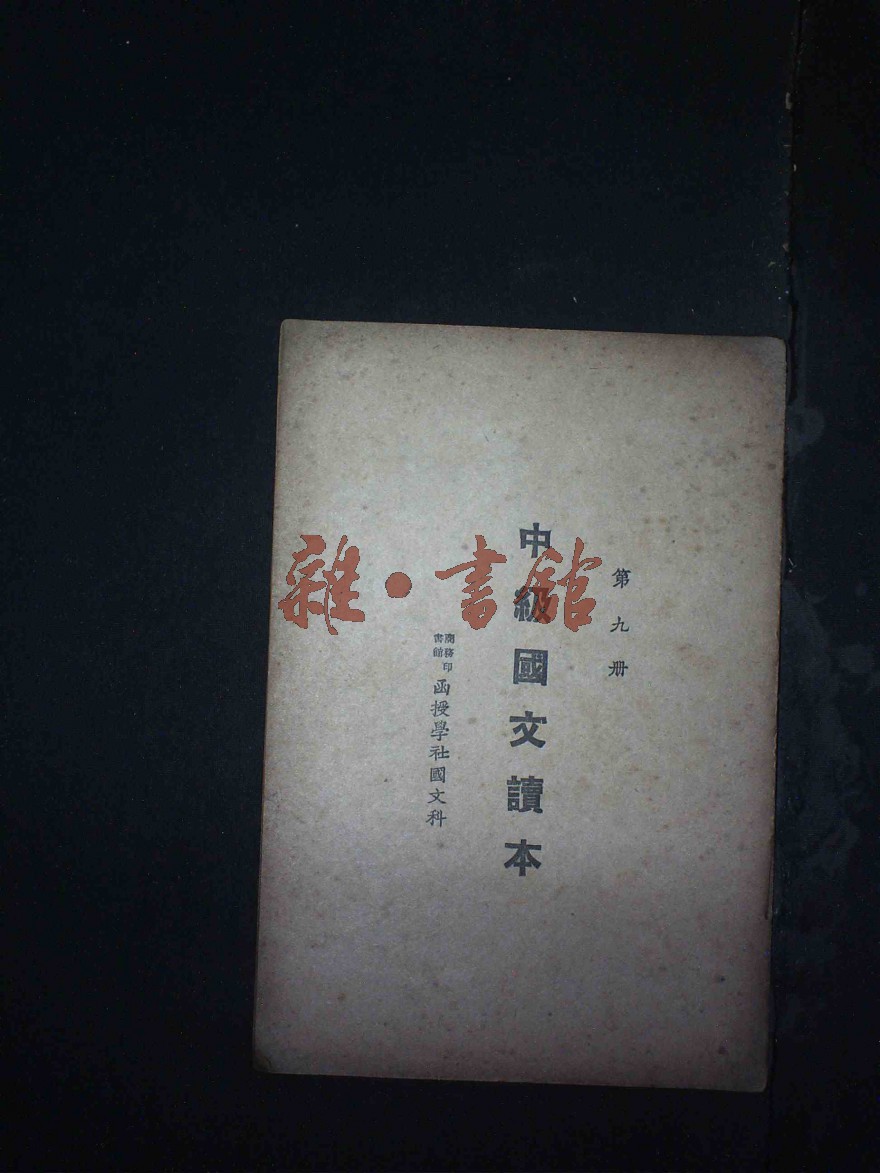 第九册
中級國文讀本
商務印書館
函授學社國文科
雜·書館